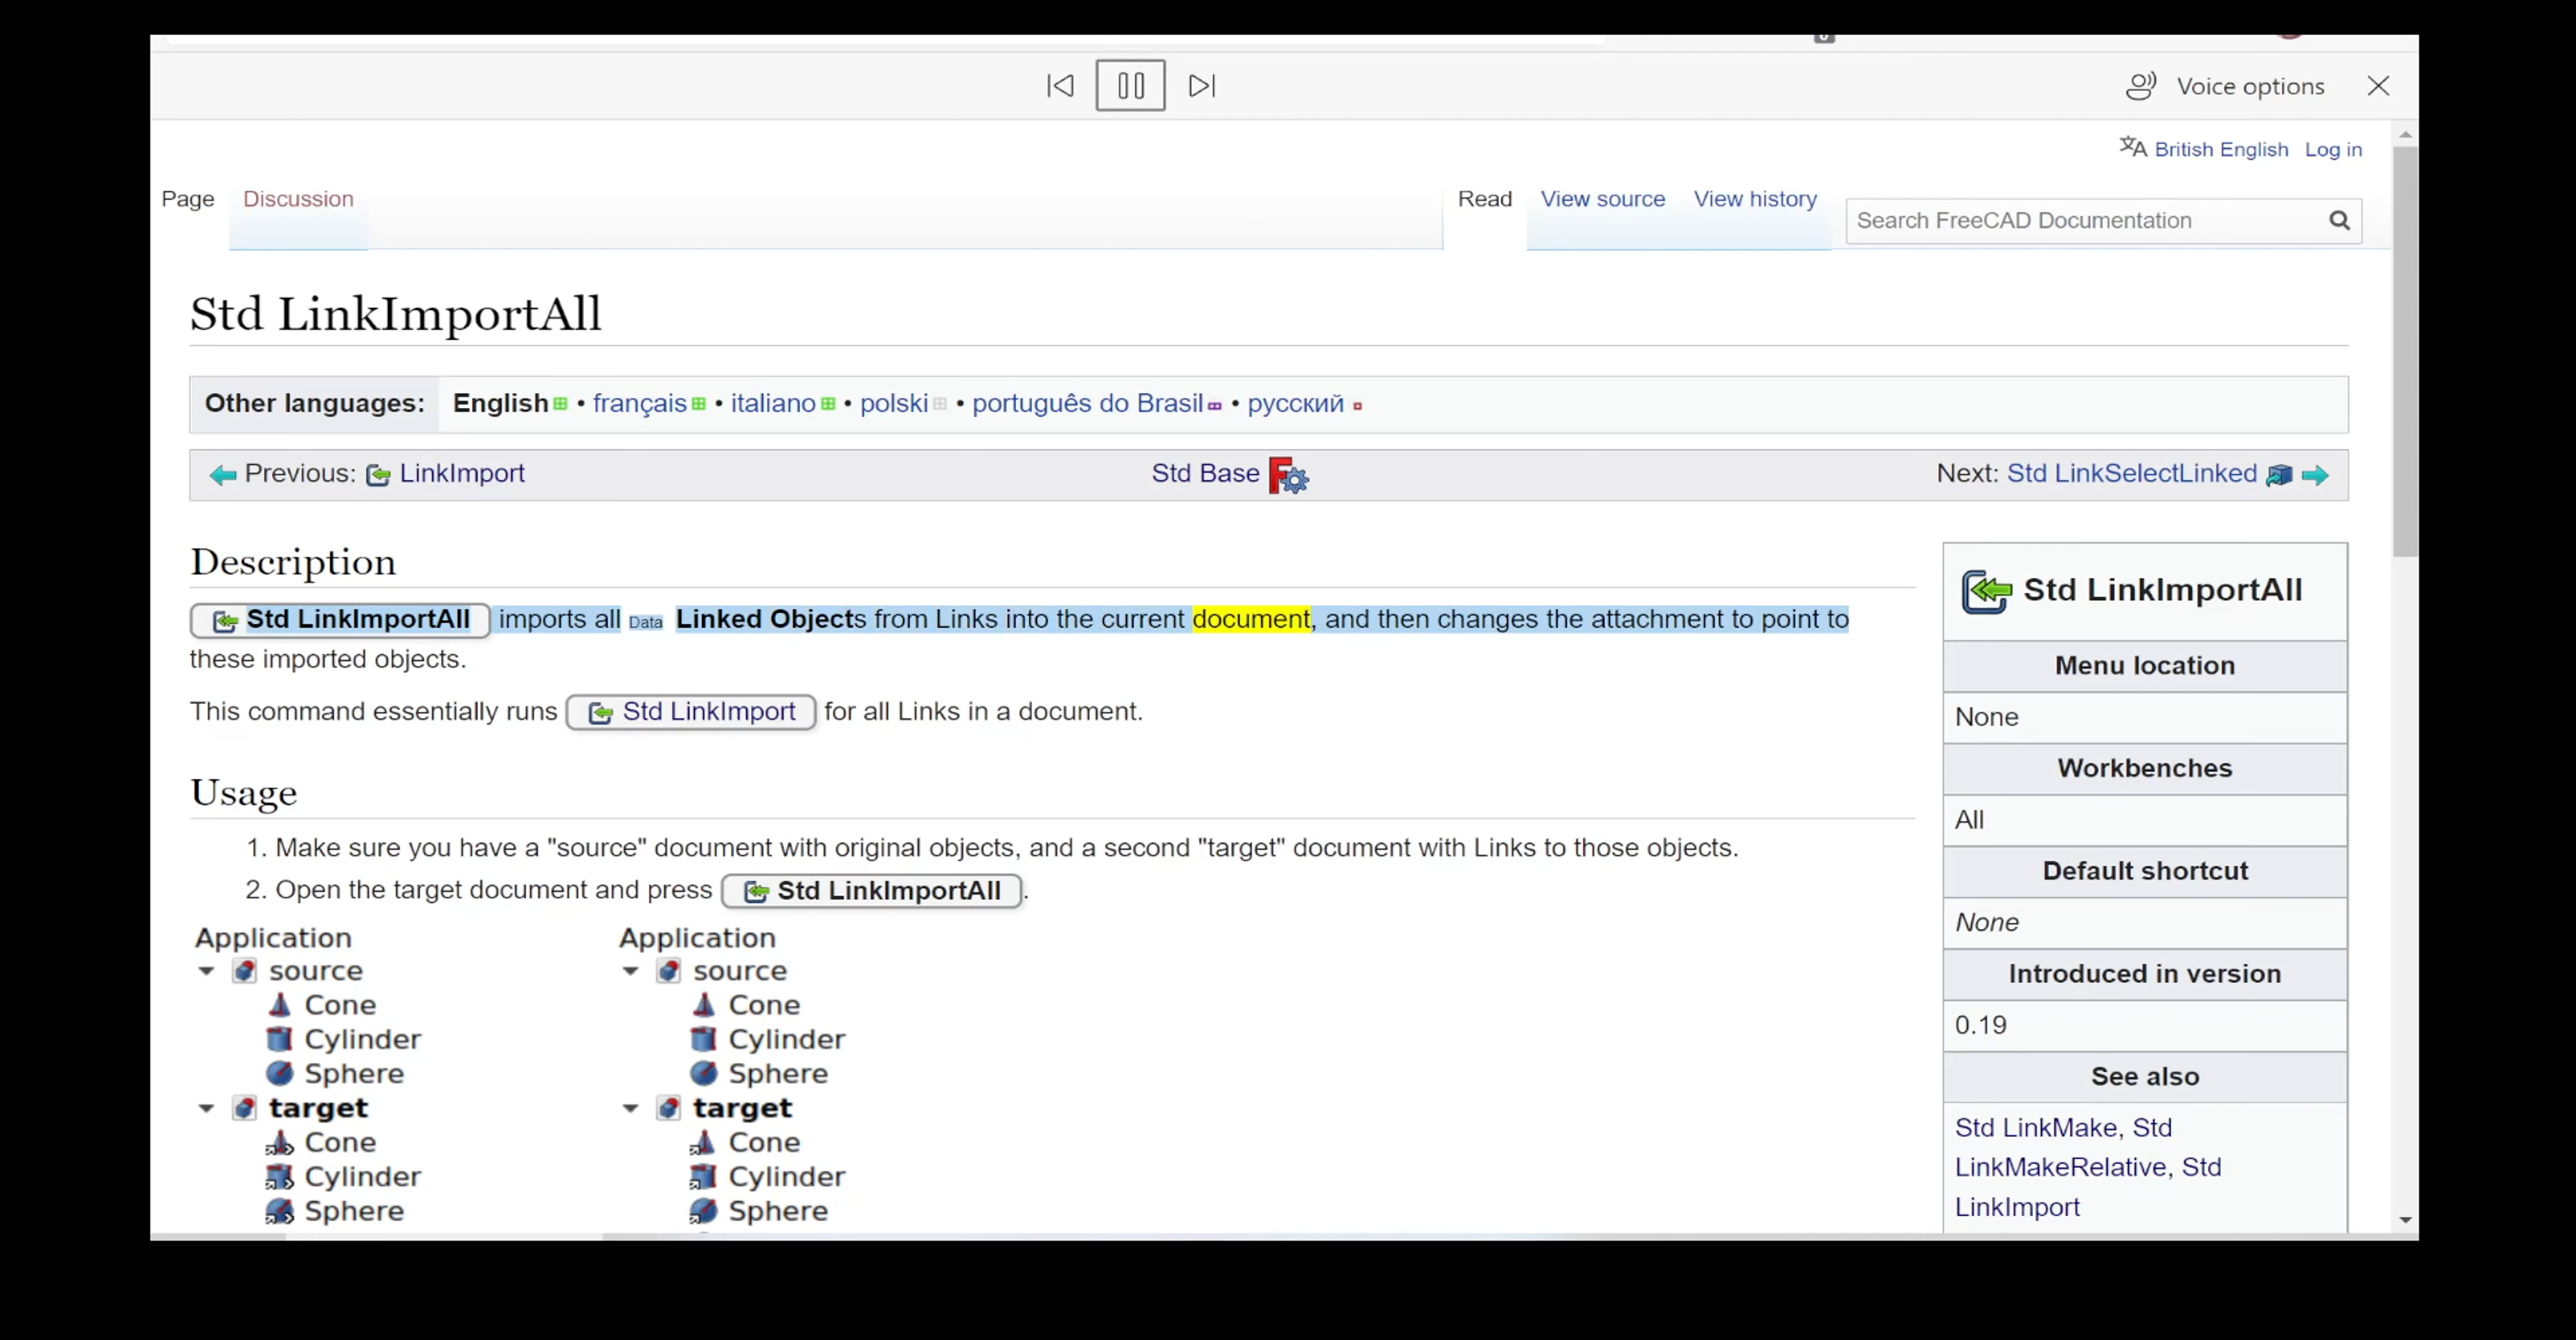 Voice options
British English Log in
Page Discussion Read View source View history Search FreeCAD Documentation
Std LinkImportAll
Other languages: English • français • italiano • polski • português do Brasil • русский
Previous: LinkImport Std Base Next: Std LinkSelectLinked
Description
Std LinkImportAll imports all Data Linked Objects from Links into the current document, and then changes the attachment to point to
these imported objects.
This command essentially runs Std LinkImport for all Links in a document.
Usage
1. Make sure you have a "source" document with original objects, and a second "target" document with Links to those objects.
2. Open the target document and press Std LinkImportAll.
Application
source
Cone
Cylinder
Sphere
target
Cone
Cylinder
Sphere
Application
source
Cone
Cylinder
Sphere
target
Cone
Cylinder
Sphere
Std LinkImportAll
Menu location
None
Workbenches
All
Default shortcut
None
Introduced in version
0.19
See also
Std LinkMake, Std
LinkMakeRelative, Std
LinkImport